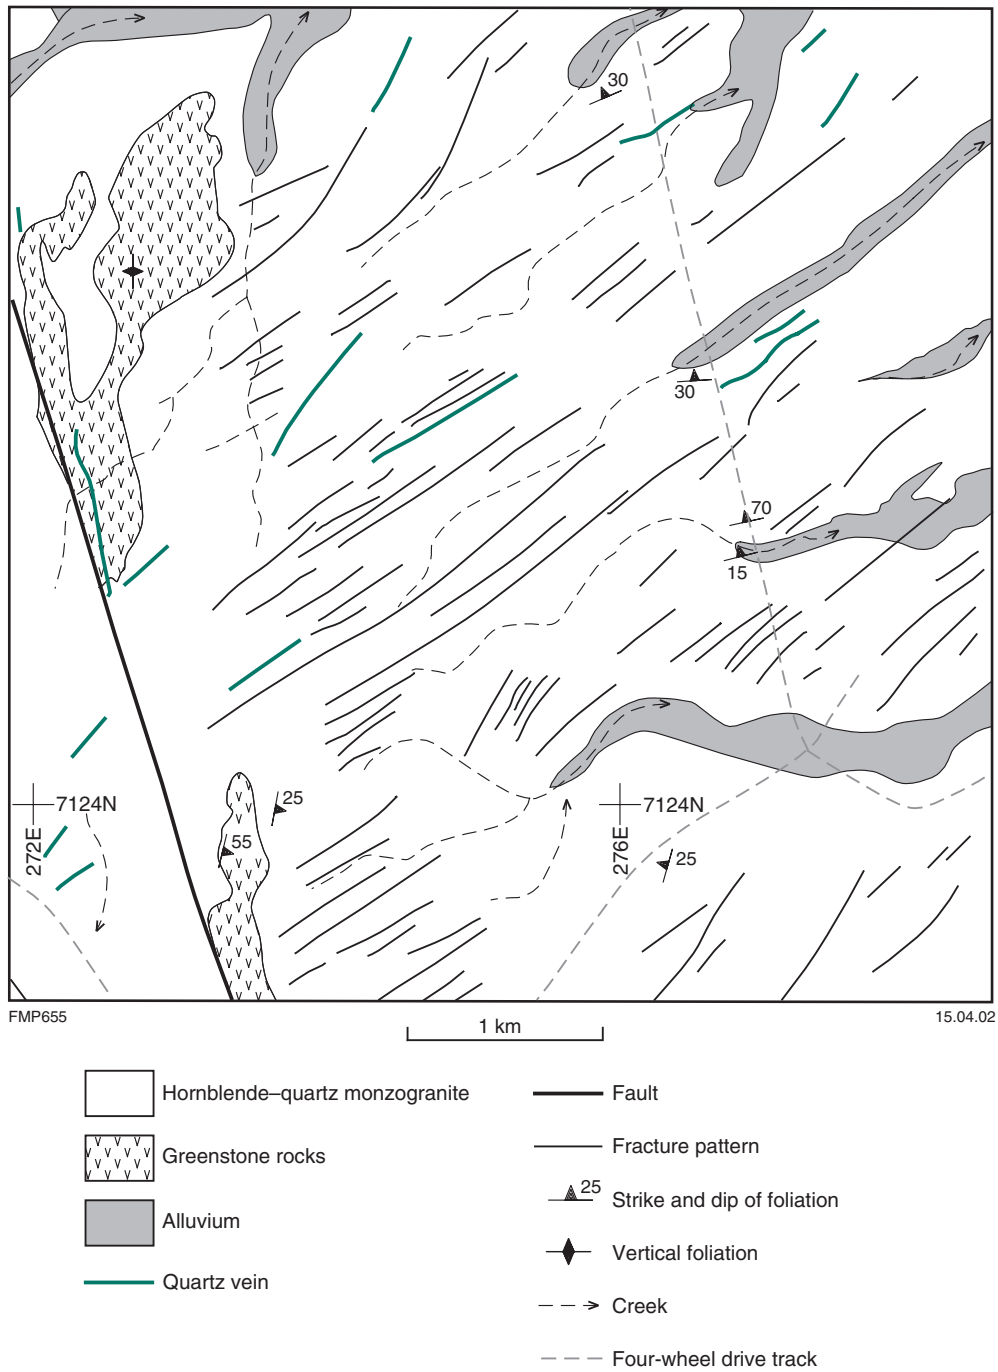 30
30
70
15
7124N
272E
25
55
7124N
276E
25
FMP655
15.04.02
1 km
Hornblende–quartz monzogranite
Greenstone rocks
Alluvium
Quartz vein
Fault
Fracture pattern
25 Strike and dip of foliation
Vertical foliation
Creek
Four-wheel drive track